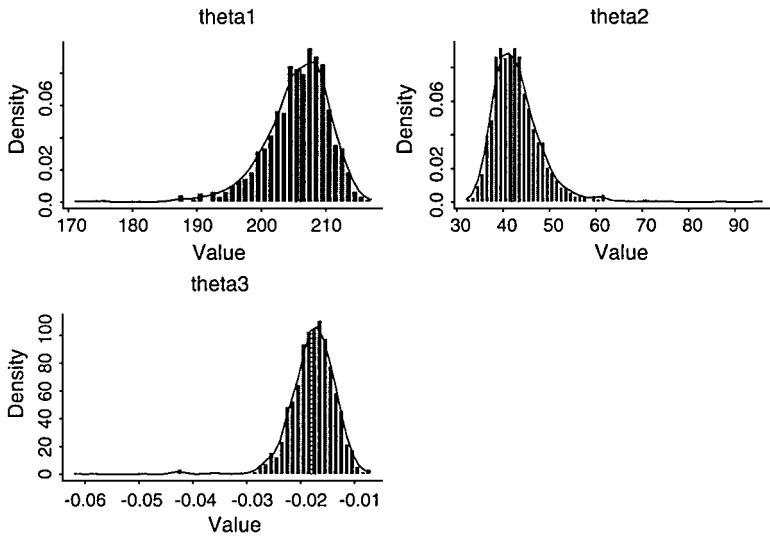 theta1
Density
0.0 0.02 0.06
170 180 190 200 210
Value
theta2
Density
0.0 0.02 0.06
30 40 50 60 70 80 90
Value
theta3
Density
0 20 40 60 80 100
-0.06 -0.05 -0.04 -0.03 -0.02 -0.01
Value